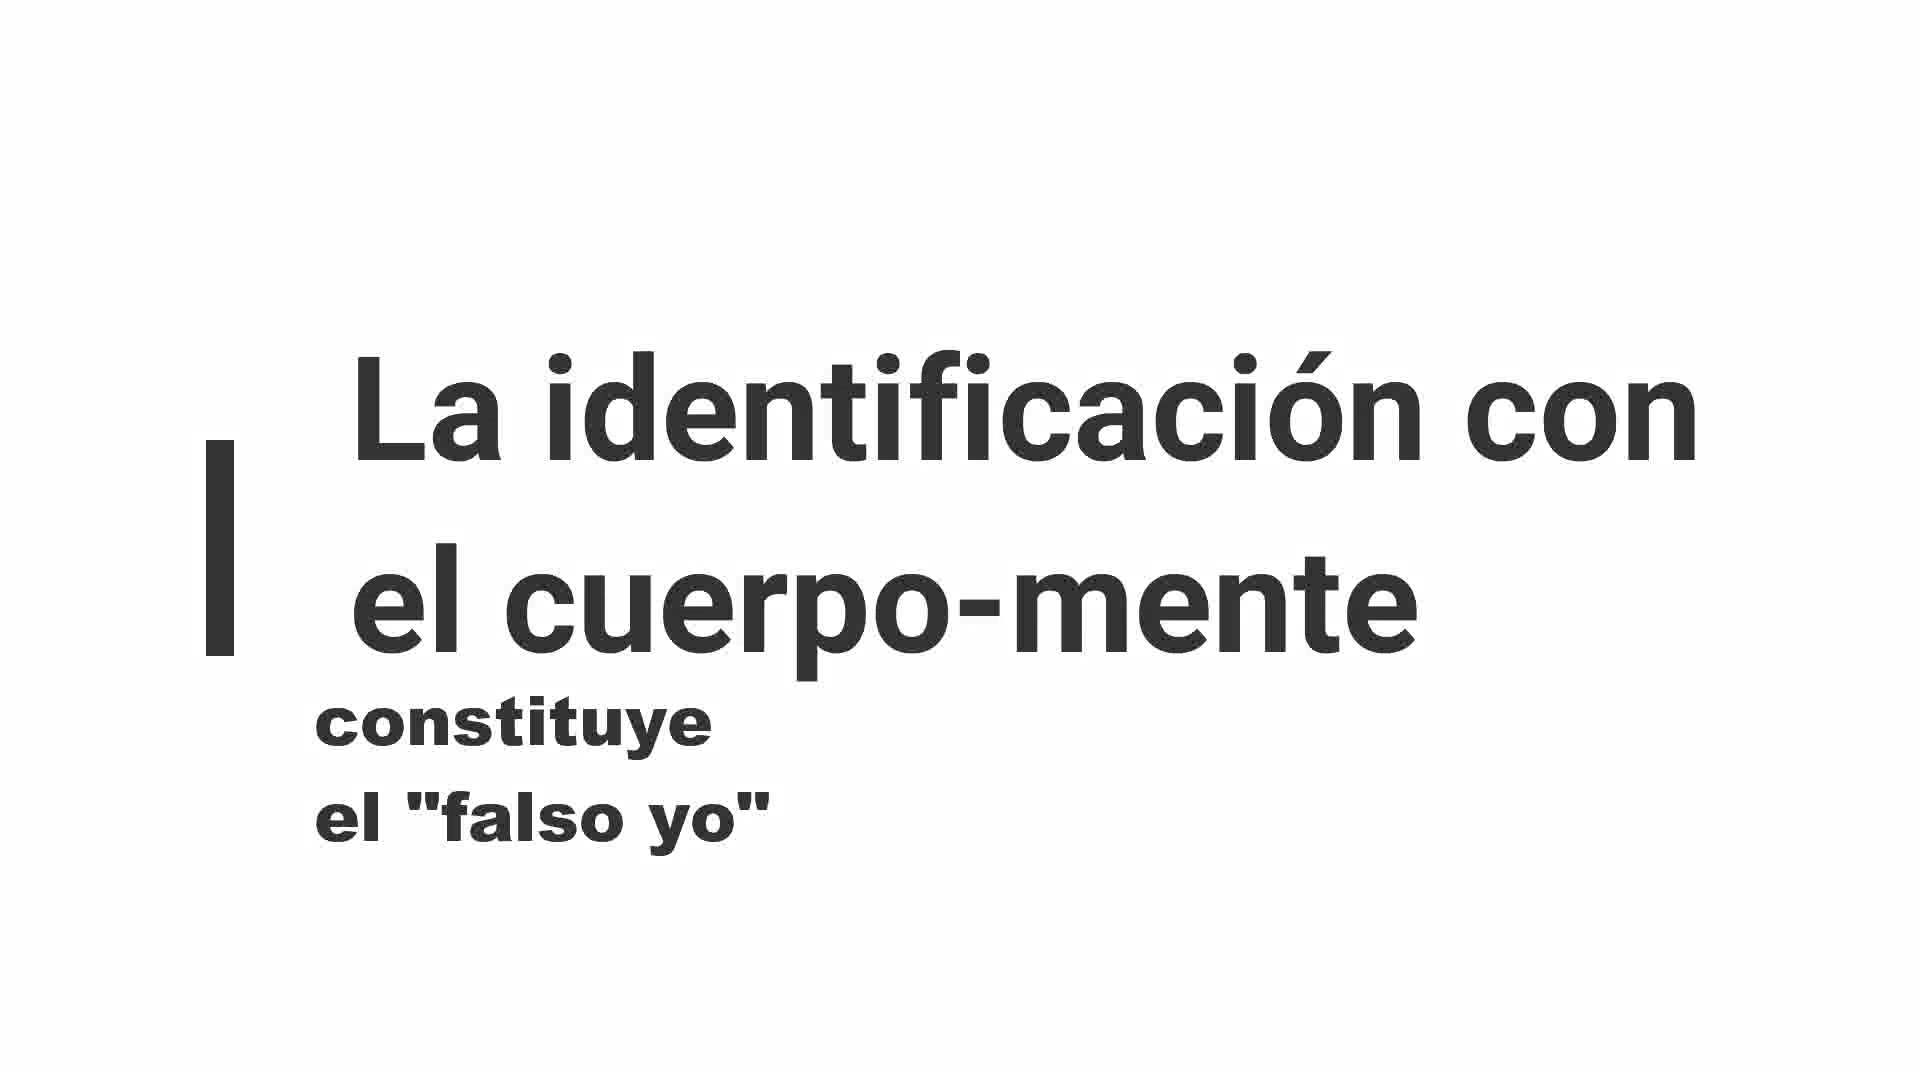 La identificación con
el cuerpo-mente
constituye
el "falso yo"